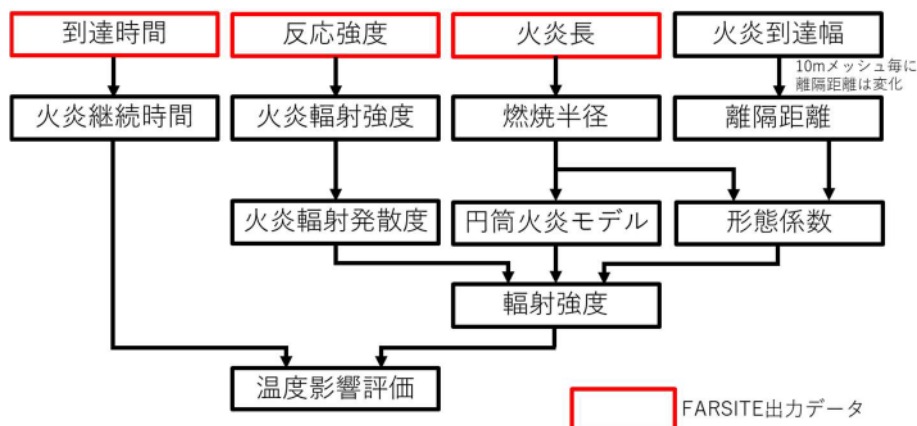 到達時間
反応強度
火炎長
火炎到達幅
10mメッシュ毎に
離隔距離は変化
火炎継続時間
火炎輻射強度
燃焼半径
離隔距離
火炎輻射発散度
円筒火炎モデル
形態係数
輻射強度
温度影響評価
FARSITE出力データ